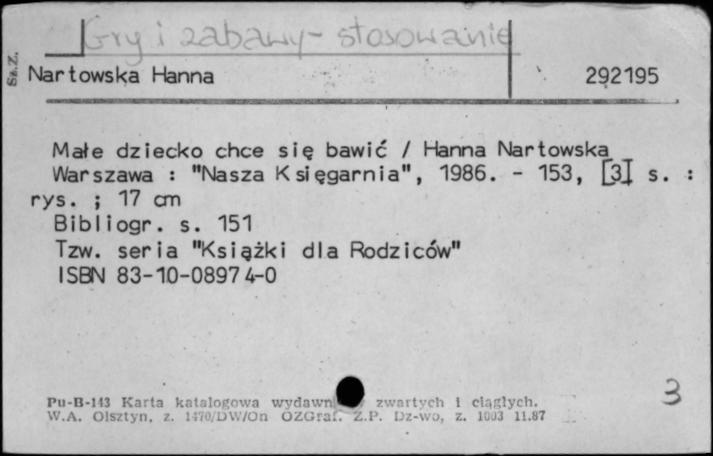 Gry i zabawy - stosowanie
Sz.Z.
Nartowska Hanna 292195
Małe dziecko chce się bawić / Hanna Nartowska
Warszawa : "Nasza Księgarnia", 1986. - 153, [3] s. :
rys. ; 17 cm
Bibliogr. s. 151
Tzw. seria "Książki dla Rodziców"
ISBN 83-10-08974-0
3
Pu-B-143 Karta katalogowa wydawn zwartych i ciągłych.
W.A. Olsztyn, z. 1470/DW/On OZGraf. Z.P. Dz-wo, z. 1003 11.87